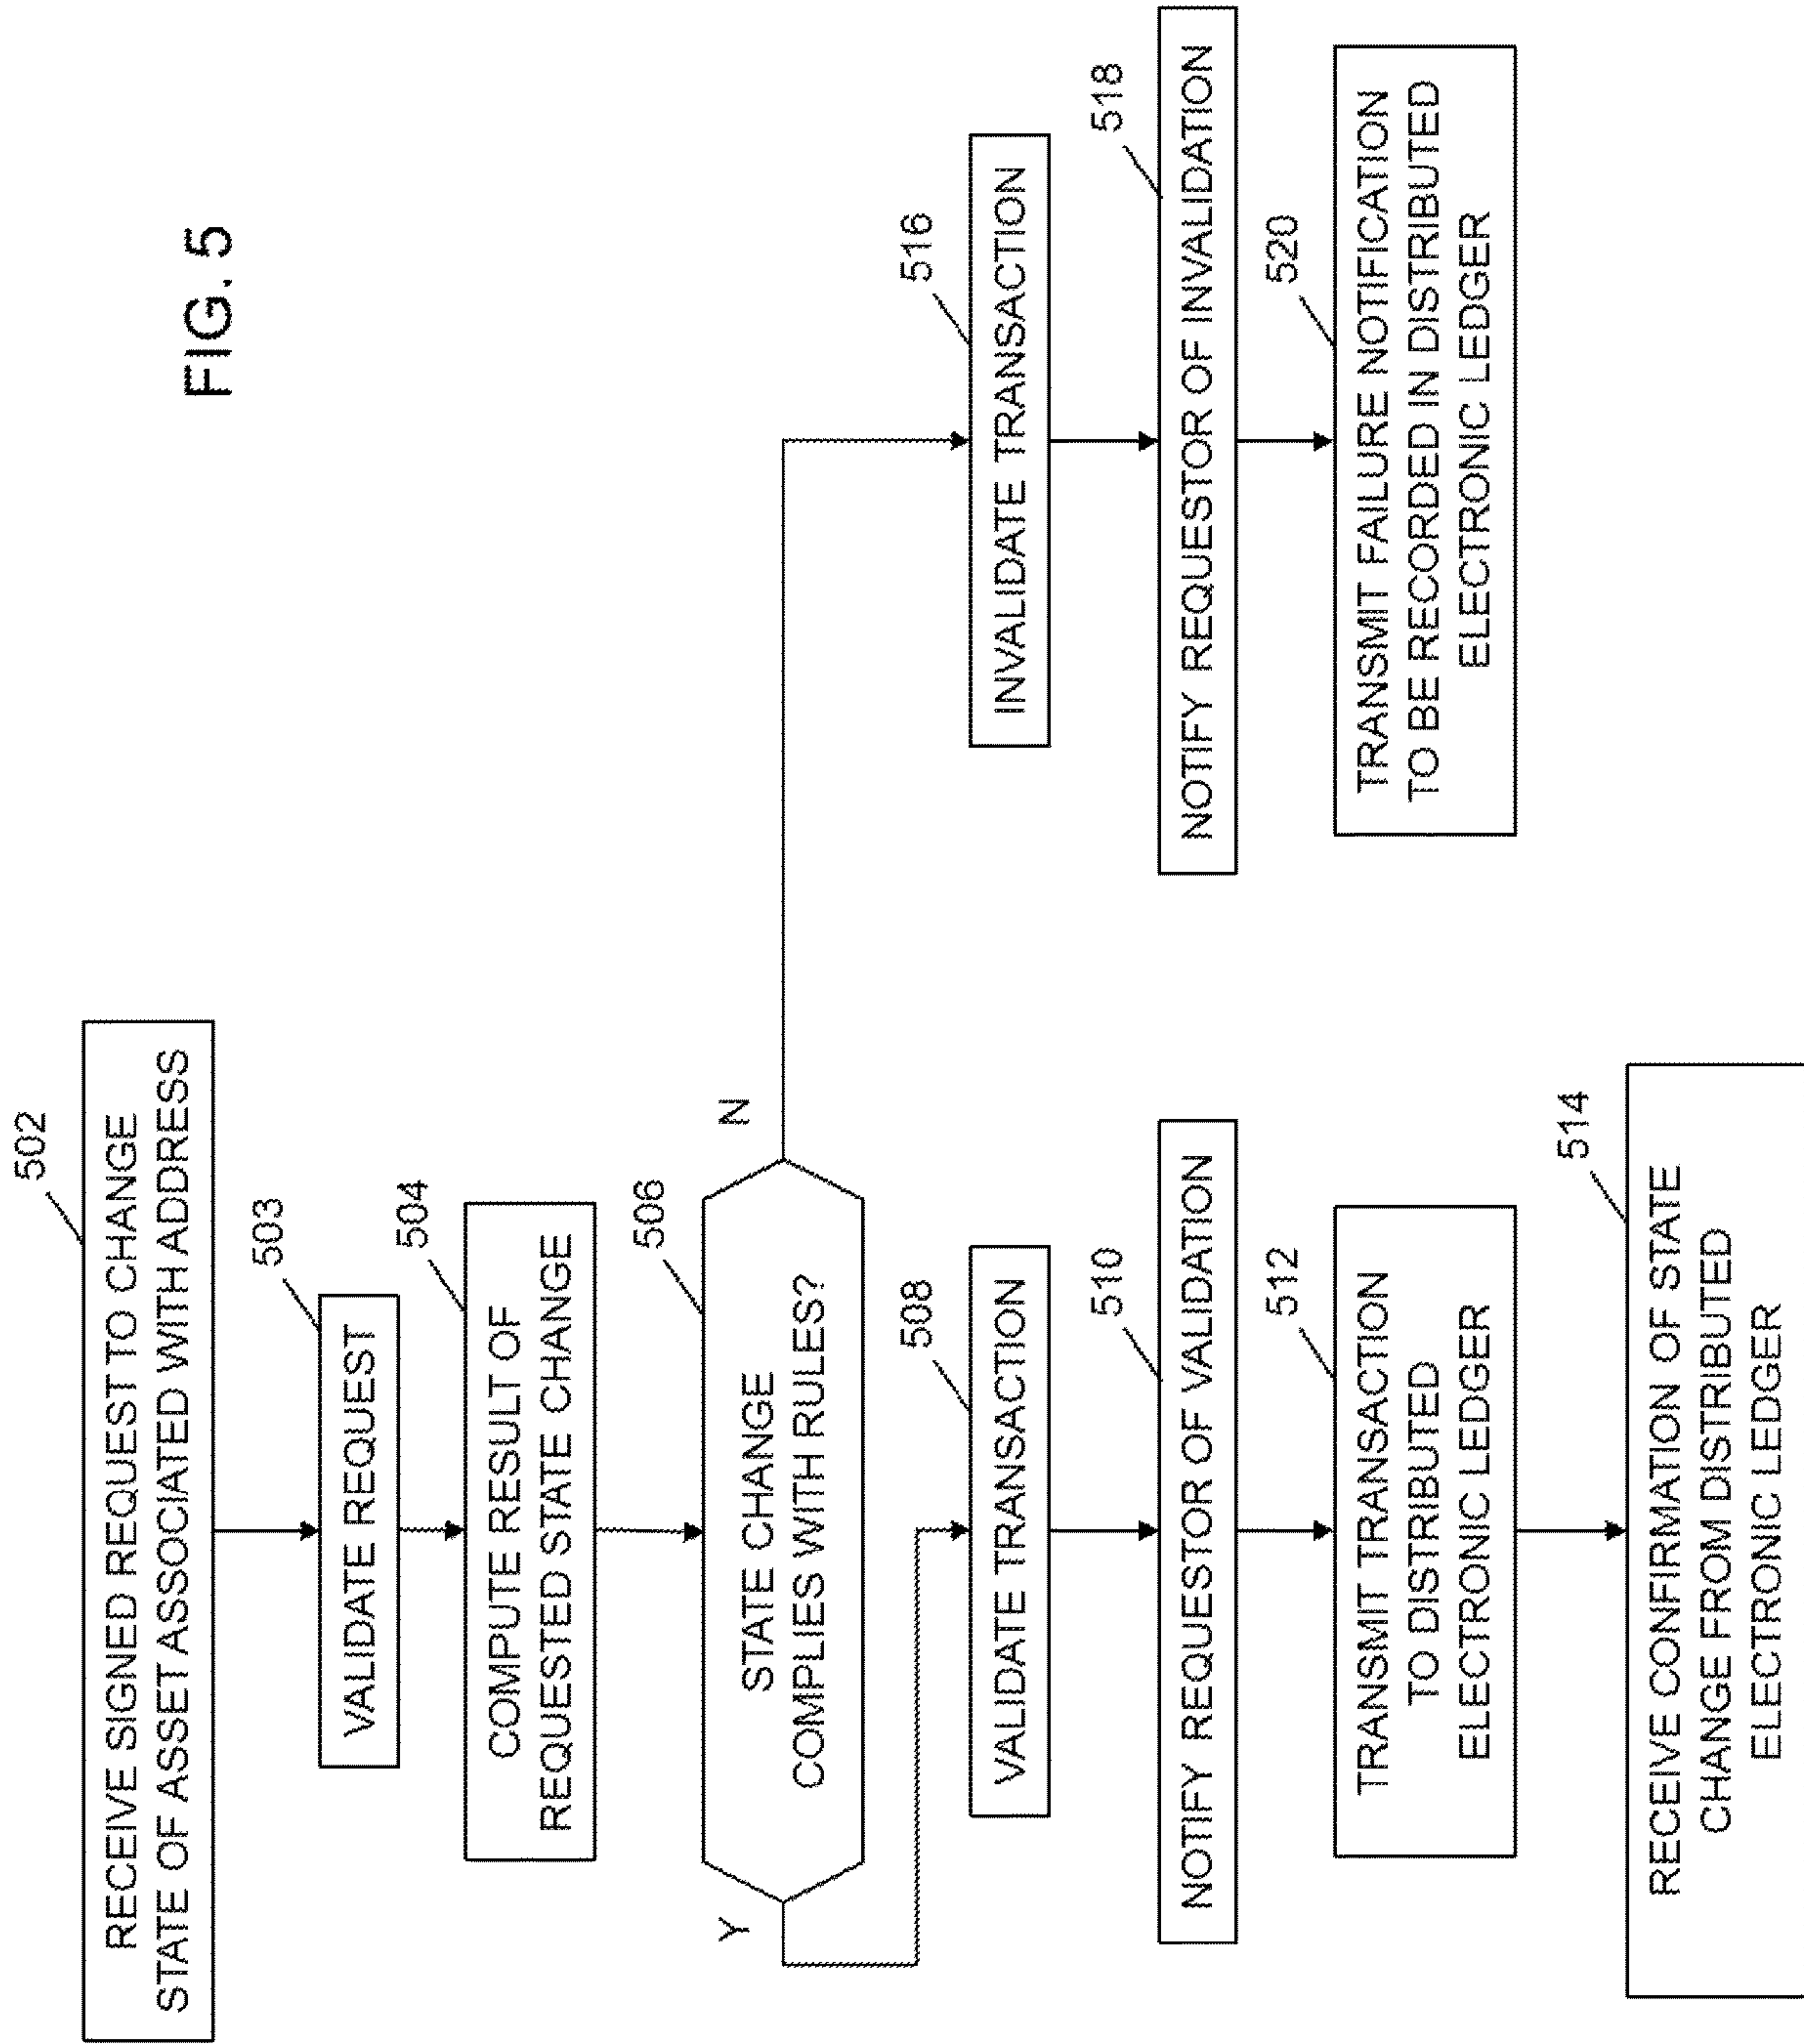 FIG. 5
502
RECEIVE SIGNED REQUEST TO CHANGE
STATE OF ASSET ASSOCIATED WITH ADDRESS
503
VALIDATE REQUEST
504
COMPUTE RESULT OF
REQUESTED STATE CHANGE
506
STATE CHANGE
COMPLIES WITH RULES?
Y
N
508
VALIDATE TRANSACTION
510
NOTIFY REQUESTOR OF VALIDATION
512
TRANSMIT TRANSACTION
TO DISTRIBUTED
ELECTRONIC LEDGER
514
RECEIVE CONFIRMATION OF STATE
CHANGE FROM DISTRIBUTED
ELECTRONIC LEDGER
516
INVALIDATE TRANSACTION
518
NOTIFY REQUESTOR OF INVALIDATION
520
TRANSMIT FAILURE NOTIFICATION
TO BE RECORDED IN DISTRIBUTED
ELECTRONIC LEDGER